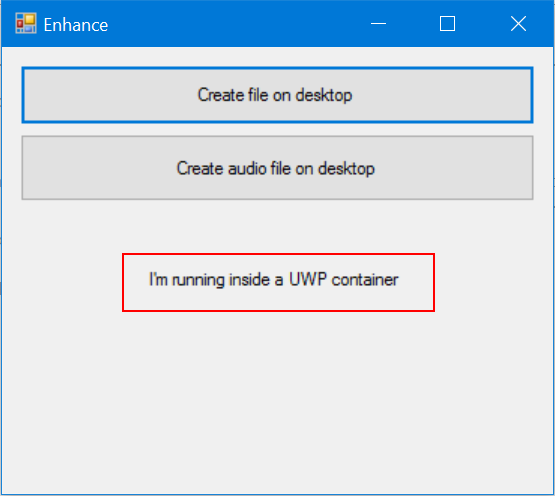 Enhance
Create file on desktop
Create audio file on desktop
I'm running inside a UWP container